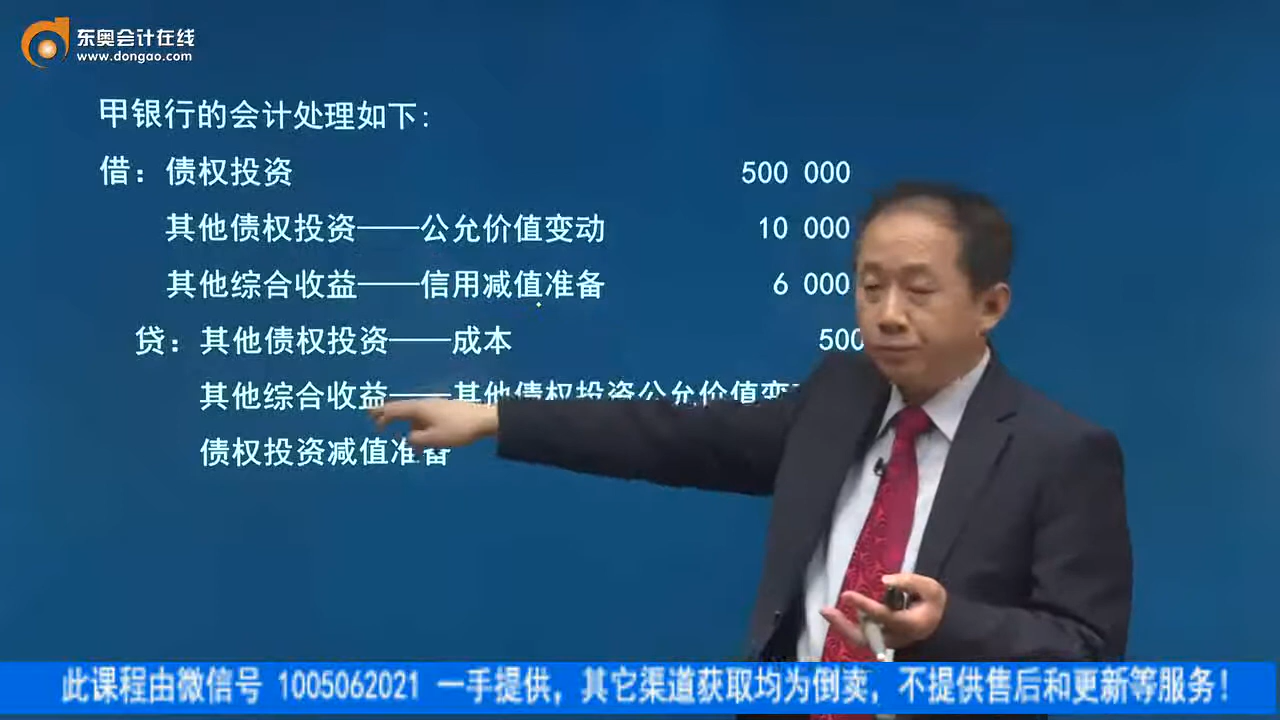 东奥会计在线
www.dongao.com
甲银行的会计处理如下:
借：债权投资 500 000
其他债权投资——公允价值变动 10 000
其他综合收益——信用减值准备 6 000
贷：其他债权投资——成本 500
其他综合收益——其他债权投资公允价值变
债权投资减值准备
此课程由微信号 1005062021 一手提供，其它渠道获取均为倒卖，不提供售后和更新等服务！